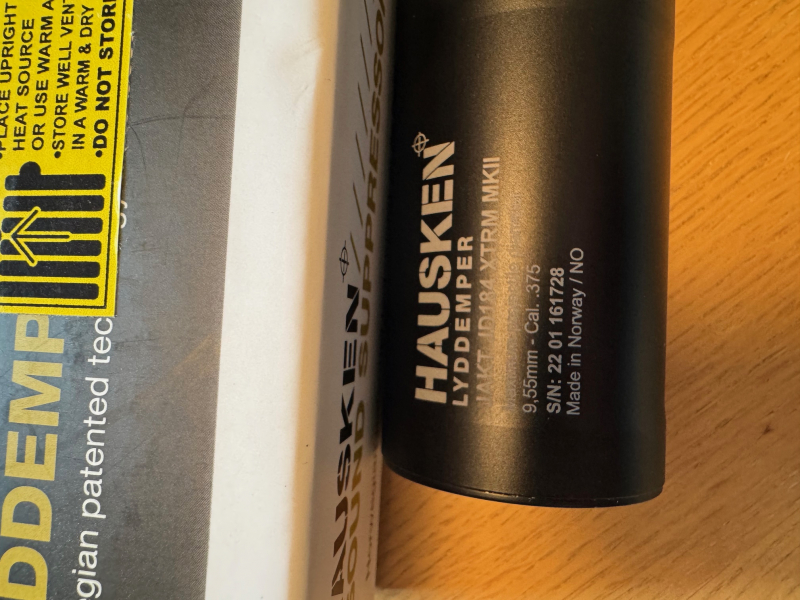 PLACE UPRIGHT
HEAT SOURCE
OR USE WARM A
•STORE WELL VEN
IN A WARM & DRY
•DO NOT STOR
DDEMP
egian patented tec
HAUSKEN
SOUND SUPPRESSO
HAUSKEN
LYDDEMPER
JAKT JD184 XTRM MKII
9,55mm - Cal. .375
S/N: 22 01 161728
Made in Norway / NO